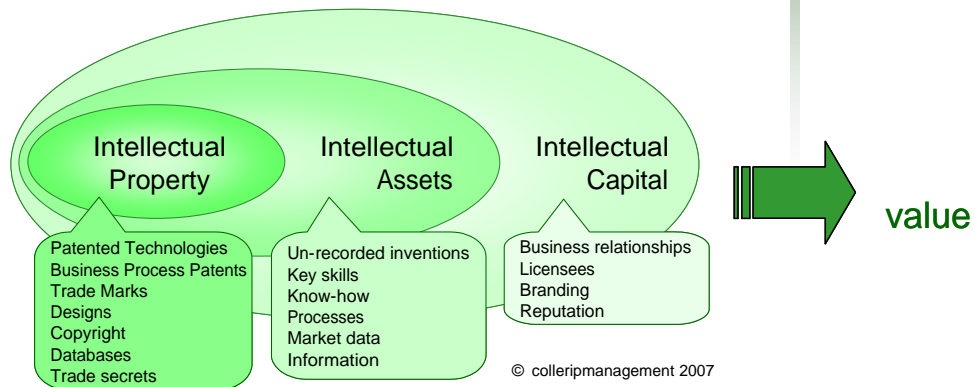 Intellectual
Property
Intellectual
Assets
Intellectual
Capital
value
Patented Technologies
Business Process Patents
Trade Marks
Designs
Copyright
Databases
Trade secrets
Un-recorded inventions
Key skills
Know-how
Processes
Market data
Information
Business relationships
Licensees
Branding
Reputation
© colleripmanagement 2007